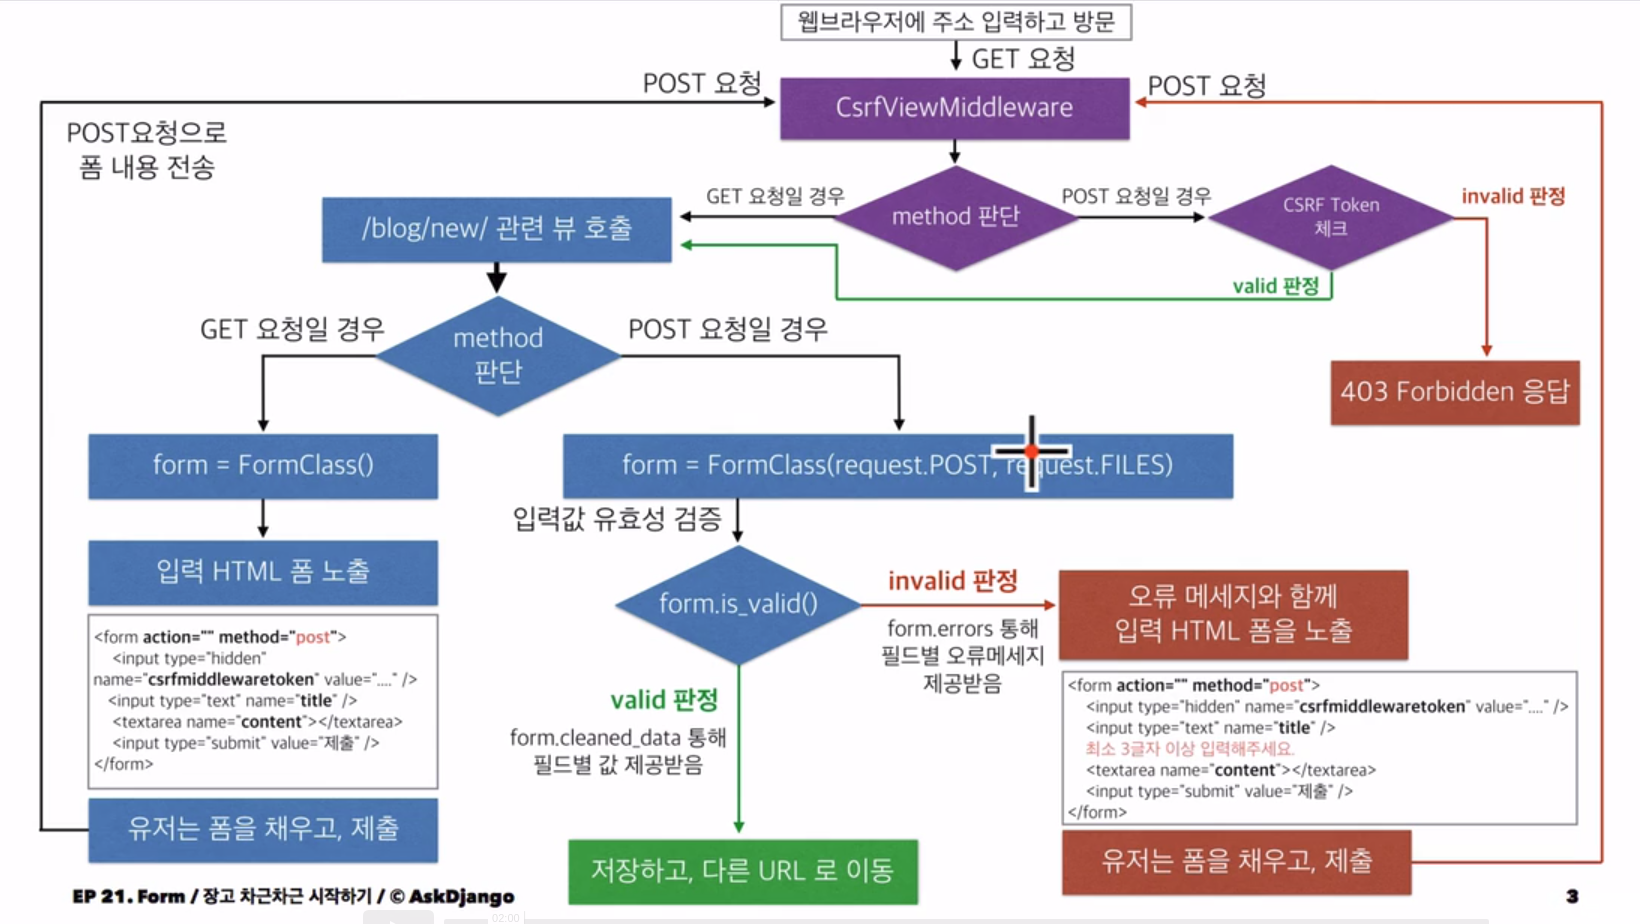 웹브라우저에 주소 입력하고 방문
GET 요청
POST 요청
CsrfViewMiddleware
POST 요청
POST요청으로
폼 내용 전송
GET 요청일 경우
method 판단
POST 요청일 경우
CSRF Token
체크
invalid 판정
/blog/new/ 관련 뷰 호출
valid 판정
GET 요청일 경우
method
판단
POST 요청일 경우
403 Forbidden 응답
form = FormClass()
form = FormClass(request.POST, request.FILES)
입력값 유효성 검증
입력 HTML 폼 노출
form.is_valid()
invalid 판정
form.errors 통해
필드별 오류메세지
제공받음
오류 메세지와 함께
입력 HTML 폼을 노출
<form action="" method="post">
<input type="hidden"
name="csrfmiddlewaretoken" value="...." />
<input type="text" name="title" />
<textarea name="content"></textarea>
<input type="submit" value="제출" />
</form>
valid 판정
form.cleaned_data 통해
필드별 값 제공받음
<form action="" method="post">
<input type="hidden" name="csrfmiddlewaretoken" value="...." />
<input type="text" name="title" />
최소 3글자 이상 입력해주세요.
<textarea name="content"></textarea>
<input type="submit" value="제출" />
</form>
유저는 폼을 채우고, 제출
저장하고, 다른 URL 로 이동
유저는 폼을 채우고, 제출
EP 21. Form / 장고 차근차근 시작하기 / © AskDjango
3
02:00